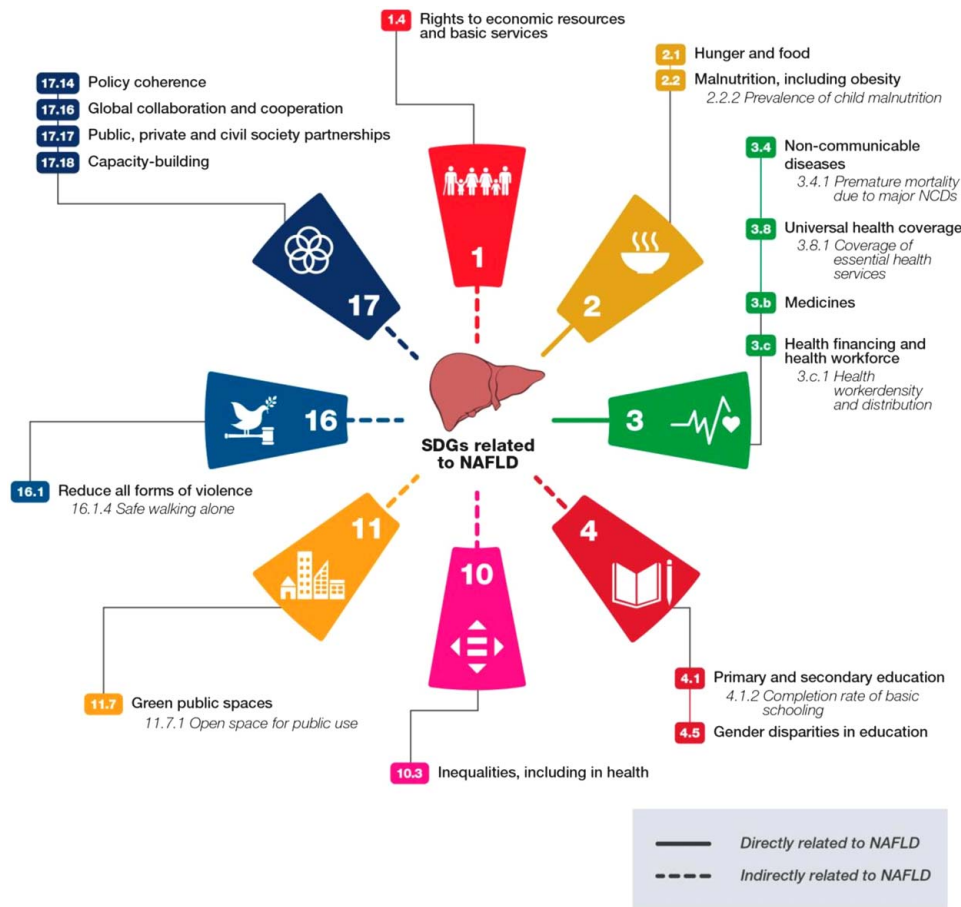 1.4 Rights to economic resources
and basic services
17.14 Policy coherence
17.16 Global collaboration and cooperation
17.17 Public, private and civil society partnerships
17.18 Capacity-building
2.1 Hunger and food
2.2 Malnutrition, including obesity
2.2.2 Prevalence of child malnutrition
3.4 Non-communicable
diseases
3.4.1 Premature mortality
due to major NCDs
3.8 Universal health coverage
3.8.1 Coverage of
essential health
services
3.b Medicines
3.c Health financing and
health workforce
3.c.1 Health
workerdensity
and distribution
1
2
3
4
10
11
16
17
SDGs related
to NAFLD
16.1 Reduce all forms of violence
16.1.4 Safe walking alone
11.7 Green public spaces
11.7.1 Open space for public use
10.3 Inequalities, including in health
4.1 Primary and secondary education
4.1.2 Completion rate of basic
schooling
4.5 Gender disparities in education
Directly related to NAFLD
Indirectly related to NAFLD